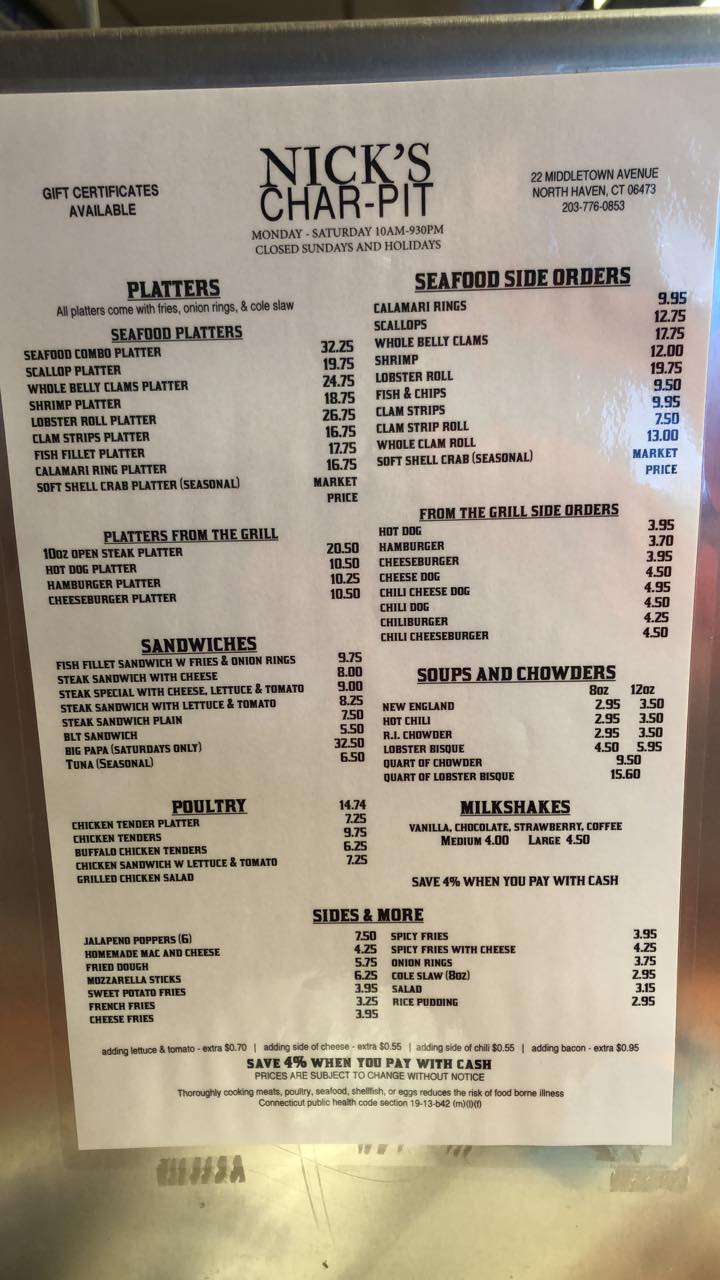 GIFT CERTIFICATES
AVAILABLE
NICK'S
CHAR-PIT
MONDAY - SATURDAY 10AM-930PM
CLOSED SUNDAYS AND HOLIDAYS
22 MIDDLETOWN AVENUE
NORTH HAVEN, CT 06473
203-776-0853
PLATTERS
All platters come with fries, onion rings, & cole slaw
SEAFOOD PLATTERS
SEAFOOD COMBO PLATTER 32.25
SCALLOP PLATTER 19.75
WHOLE BELLY CLAMS PLATTER 24.75
SHRIMP PLATTER 18.75
LOBSTER ROLL PLATTER 26.75
CLAM STRIPS PLATTER 16.75
FISH FILLET PLATTER 17.75
CALAMARI RING PLATTER 16.75
SOFT SHELL CRAB PLATTER (SEASONAL) MARKET
PRICE
PLATTERS FROM THE GRILL
10OZ OPEN STEAK PLATTER 20.50
HOT DOG PLATTER 10.50
HAMBURGER PLATTER 10.25
CHEESEBURGER PLATTER 10.50
SANDWICHES
FISH FILLET SANDWICH W FRIES & ONION RINGS 9.75
STEAK SANDWICH WITH CHEESE 8.00
STEAK SPECIAL WITH CHEESE, LETTUCE & TOMATO 9.00
STEAK SANDWICH WITH LETTUCE & TOMATO 8.25
STEAK SANDWICH PLAIN 7.50
BLT SANDWICH 5.50
BIG PAPA (SATURDAYS ONLY) 32.50
TUNA (SEASONAL) 6.50
POULTRY
CHICKEN TENDER PLATTER 14.74
CHICKEN TENDERS 7.25
BUFFALO CHICKEN TENDERS 9.75
CHICKEN SANDWICH W LETTUCE & TOMATO 6.25
GRILLED CHICKEN SALAD 7.25
SEAFOOD SIDE ORDERS
CALAMARI RINGS 9.95
SCALLOPS 12.75
WHOLE BELLY CLAMS 17.75
SHRIMP 12.00
LOBSTER ROLL 19.75
FISH & CHIPS 9.50
CLAM STRIPS 9.95
CLAM STRIP ROLL 7.50
WHOLE CLAM ROLL 13.00
SOFT SHELL CRAB (SEASONAL) MARKET
PRICE
FROM THE GRILL SIDE ORDERS
HOT DOG 3.95
HAMBURGER 3.70
CHEESEBURGER 3.95
CHEESE DOG 4.50
CHILI CHEESE DOG 4.95
CHILI DOG 4.50
CHILIBURGER 4.25
CHILI CHEESEBURGER 4.50
SOUPS AND CHOWDERS
8OZ 12OZ
NEW ENGLAND 2.95 3.50
HOT CHILI 2.95 3.50
R.I. CHOWDER 2.95 3.50
LOBSTER BISQUE 4.50 5.95
QUART OF CHOWDER 9.50
QUART OF LOBSTER BISQUE 15.60
MILKSHAKES
VANILLA, CHOCOLATE, STRAWBERRY, COFFEE
MEDIUM 4.00 LARGE 4.50
SAVE 4% WHEN YOU PAY WITH CASH
SIDES & MORE
JALAPENO POPPERS (6) 7.50
HOMEMADE MAC AND CHEESE 4.25
FRIED DOUGH 5.75
MOZZARELLA STICKS 6.25
SWEET POTATO FRIES 3.95
FRENCH FRIES 3.25
CHEESE FRIES 3.95
SPICY FRIES 3.95
SPICY FRIES WITH CHEESE 4.25
ONION RINGS 3.75
COLE SLAW (8OZ) 2.95
SALAD 3.15
RICE PUDDING 2.95
adding lettuce & tomato - extra $0.70 | adding side of cheese - extra $0.55 | adding side of chili $0.55 | adding bacon - extra $0.95
SAVE 4% WHEN YOU PAY WITH CASH
PRICES ARE SUBJECT TO CHANGE WITHOUT NOTICE
Thoroughly cooking meats, poultry, seafood, shellfish, or eggs reduces the risk of food borne illness
Connecticut public health code section 19-13-b42 (m)(l)(f)